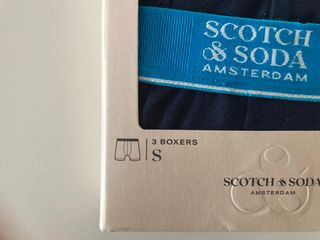 SCOTCH
& SODA
AMSTERDAM
3 BOXERS
S
SCOTCH & SODA
AMSTERDAM
&